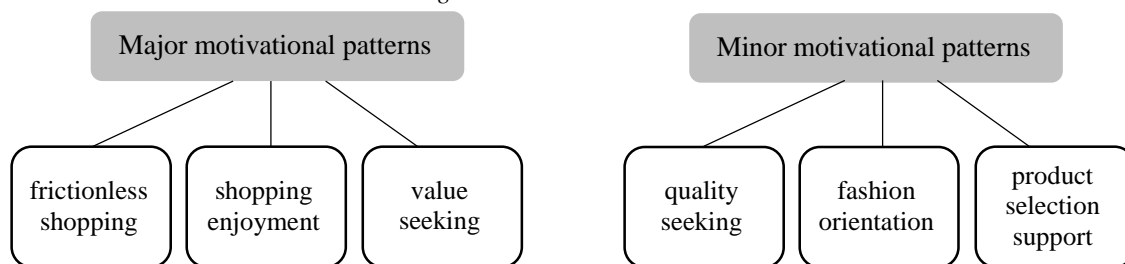 Major motivational patterns
Minor motivational patterns
frictionless
shopping
shopping
enjoyment
value
seeking
quality
seeking
fashion
orientation
product
selection
support